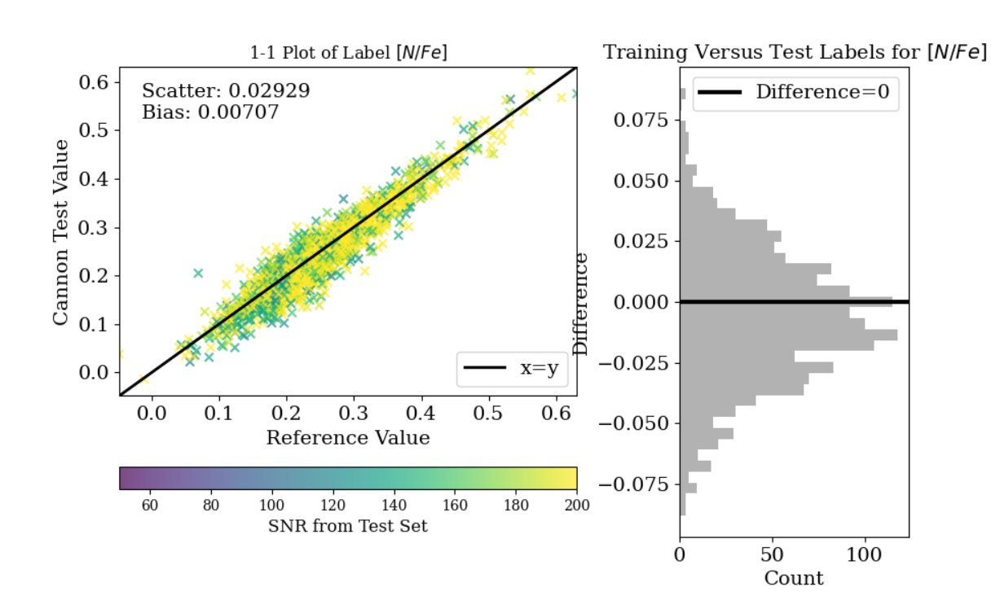 1-1 Plot of Label [N/Fe]
Scatter: 0.02929
Bias: 0.00707
Cannon Test Value
0.6
0.5
0.4
0.3
0.2
0.1
0.0
x=y
0.0 0.1 0.2 0.3 0.4 0.5 0.6
Reference Value
60 80 100 120 140 160 180 200
SNR from Test Set
Training Versus Test Labels for [N/Fe]
Difference=0
Difference
0.075
0.050
0.025
0.000
−0.025
−0.050
−0.075
0 50 100
Count